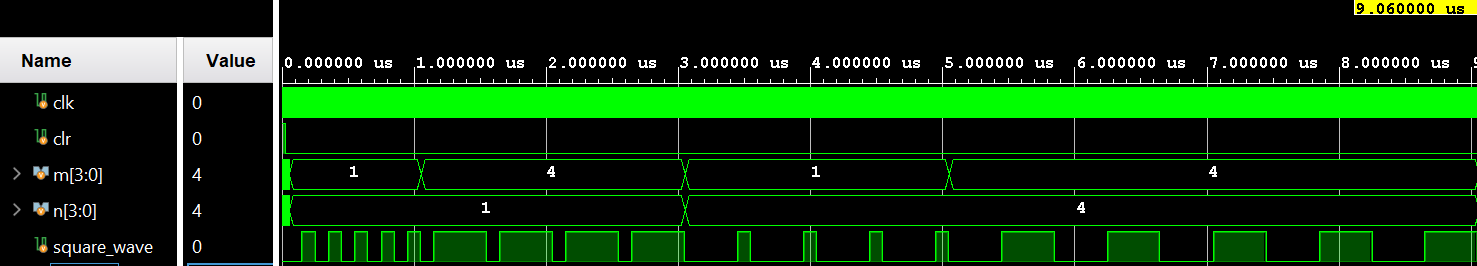 9.060000 us
Name Value
0.000000 us 1.000000 us 2.000000 us 3.000000 us 4.000000 us 5.000000 us 6.000000 us 7.000000 us 8.000000 us
clk 0
clr 0
m[3:0] 4 1 4 1 4
n[3:0] 4 1 4
square_wave 0